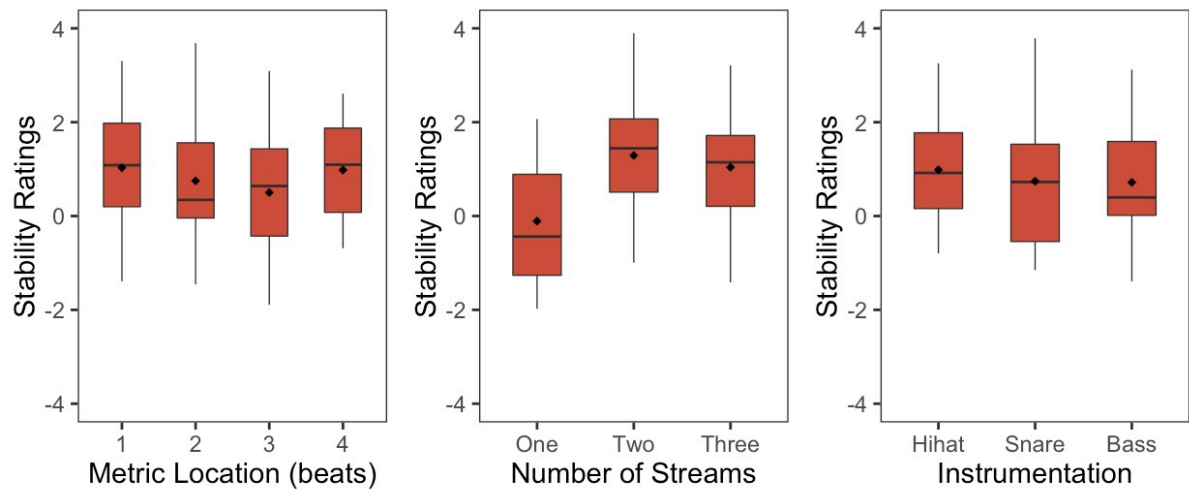 Stability Ratings
4
2
0
-2
-4
1 2 3 4
Metric Location (beats)
Stability Ratings
4
2
0
-2
-4
One Two Three
Number of Streams
Stability Ratings
4
2
0
-2
-4
Hihat Snare Bass
Instrumentation